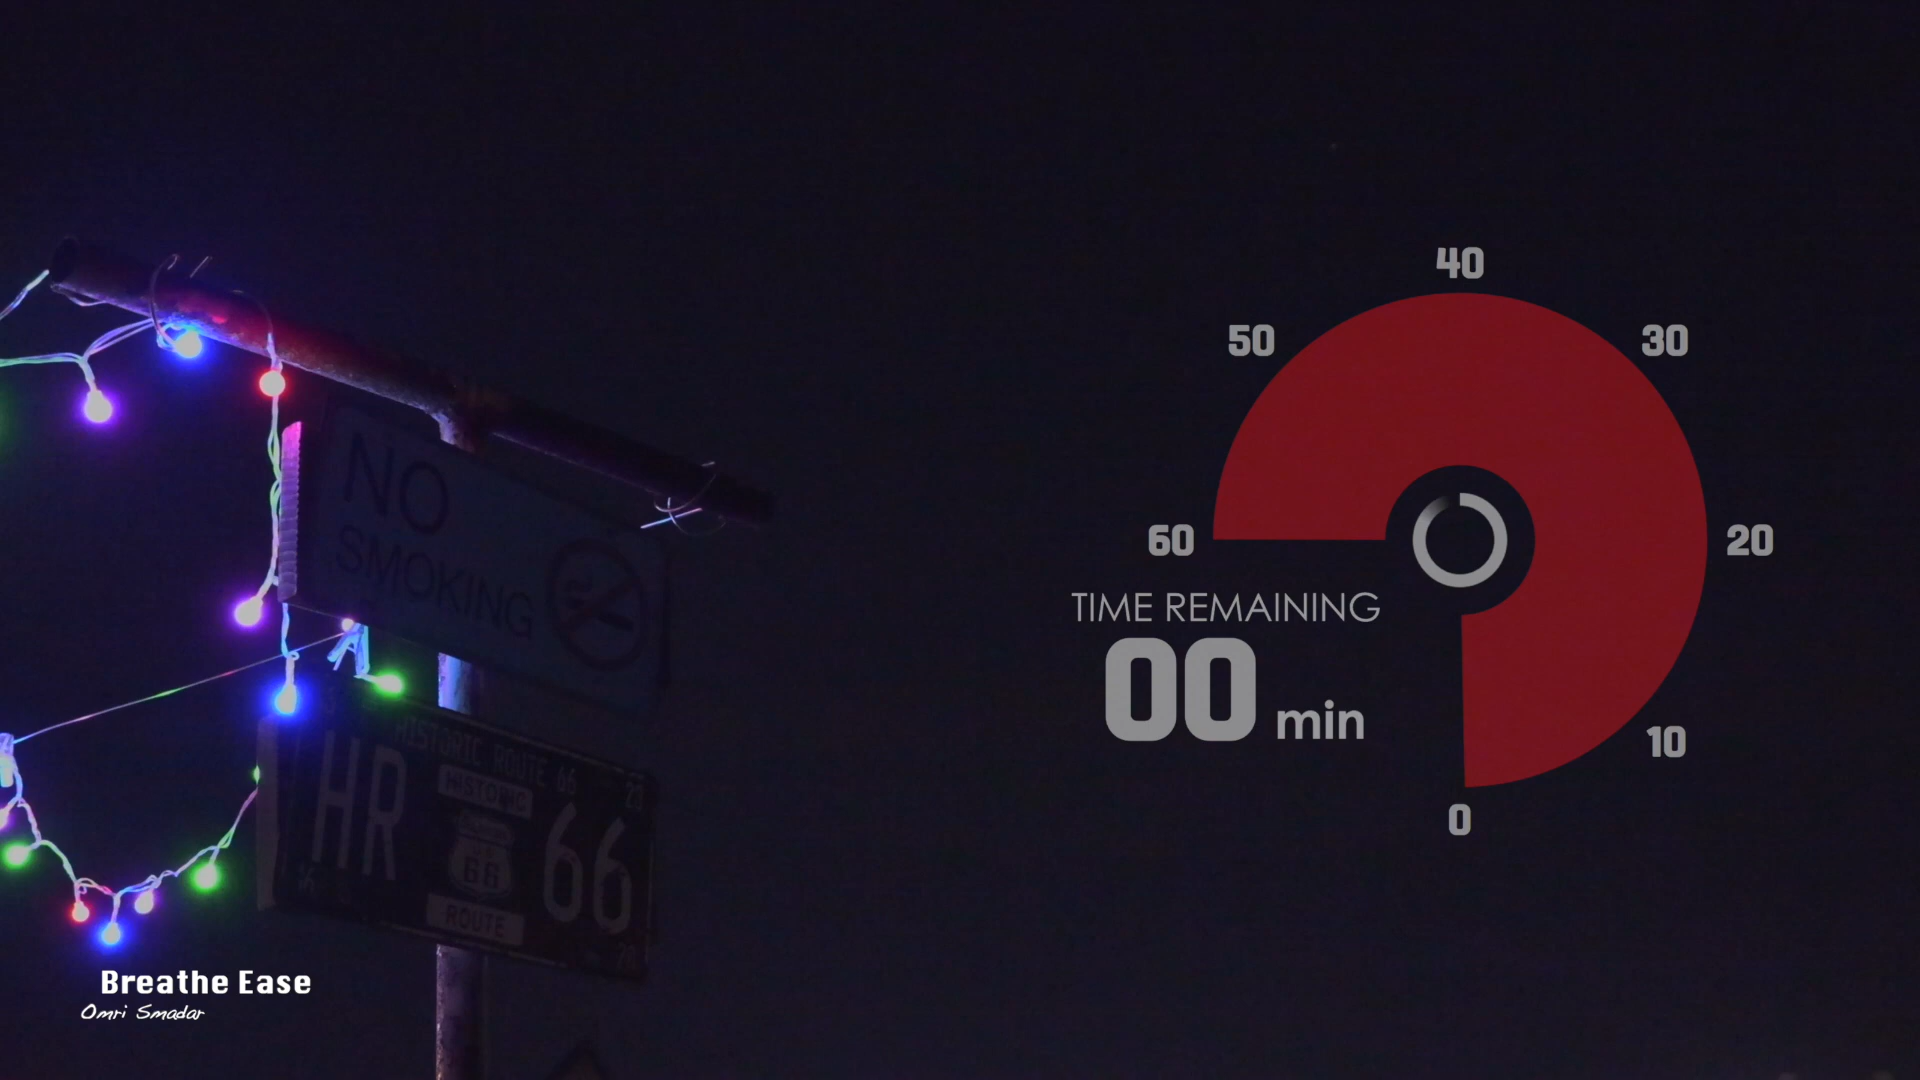 NO
SMOKING
HISTORIC ROUTE 66
HR
HISTORIC
66
ROUTE
66
40
50
30
60
20
TIME REMAINING
00 min
10
0
Breathe Ease
Omri Smadar